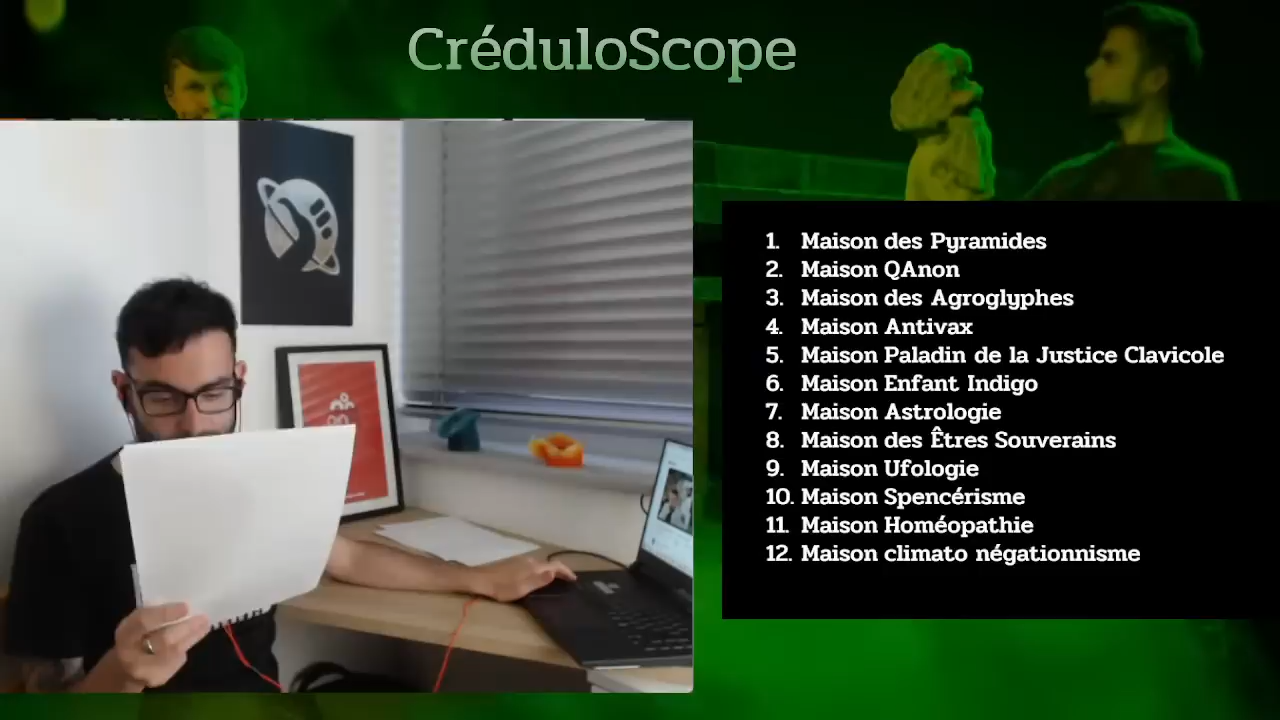 CréduloScope
1. Maison des Pyramides
2. Maison QAnon
3. Maison des Agroglyphes
4. Maison Antivax
5. Maison Paladin de la Justice Clavicole
6. Maison Enfant Indigo
7. Maison Astrologie
8. Maison des Êtres Souverains
9. Maison Ufologie
10. Maison Spencérisme
11. Maison Homéopathie
12. Maison climato négationnisme